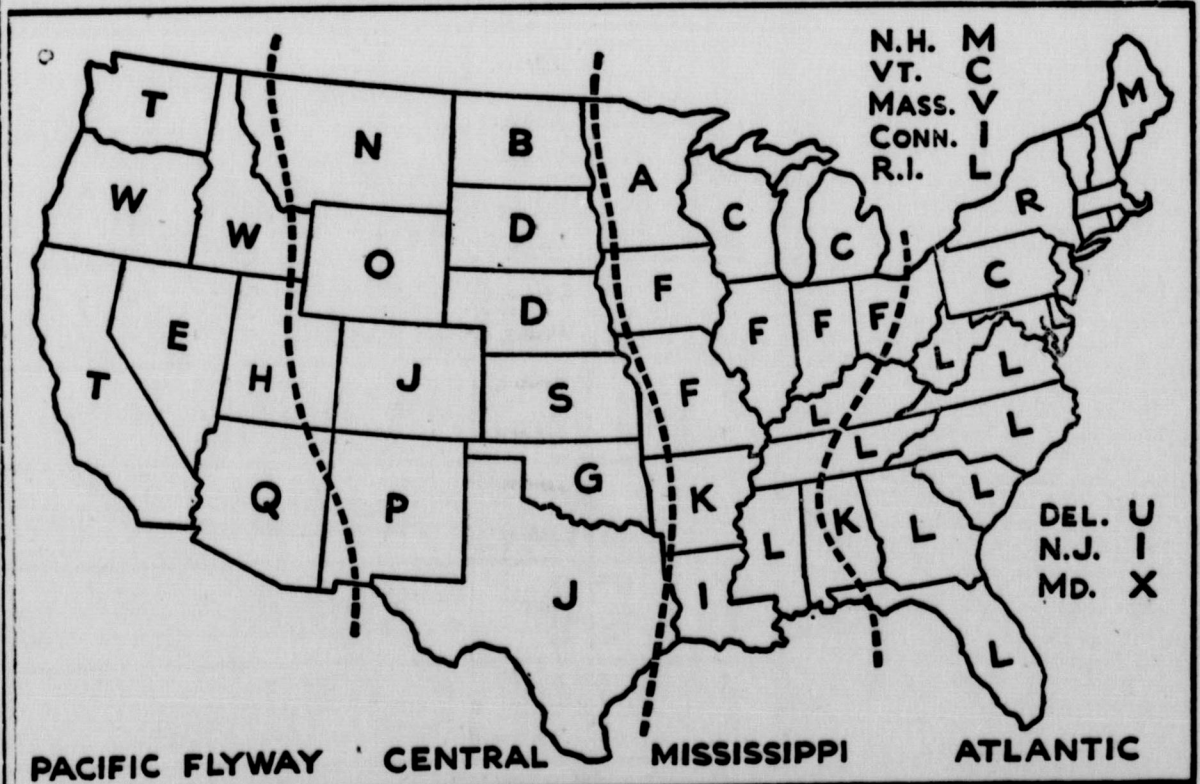 N.H. M
VT. C
MASS. V
CONN. I
R.I. L
M
T
N
B
A
R
W
W
D
C
C
O
C
F
D
E
F
F
F
L
L
T
H
J
S
F
L
L
L
Q
P
G
K
K
L
L
L
J
I
L
DEL. U
N.J. I
MD. X
PACIFIC FLYWAY CENTRAL MISSISSIPPI ATLANTIC